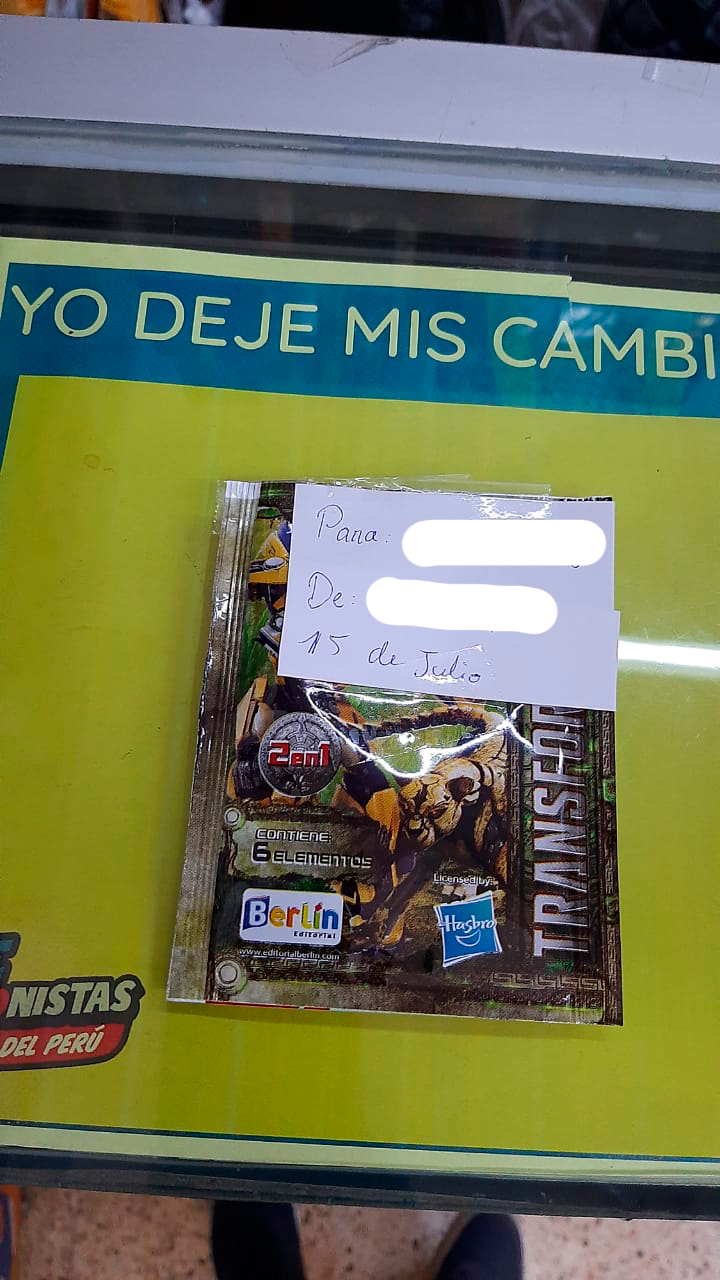 YO DEJE MIS CAMBI
Para:
De:
15 de Julio
2en1
CONTIENE:
6 ELEMENTOS
Licensed by:
BerLín
Editorial
Hasbro
www.editorialberlin.com
TRANSFOR
NISTAS
DEL PERÚ